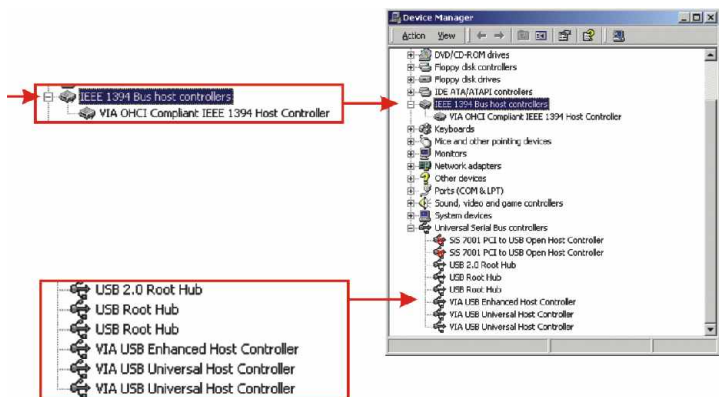 IEEE 1394 Bus host controllers
VIA OHCI Compliant IEEE 1394 Host Controller
USB 2.0 Root Hub
USB Root Hub
USB Root Hub
VIA USB Enhanced Host Controller
VIA USB Universal Host Controller
VIA USB Universal Host Controller
Device Manager
Action View
DVD/CD-ROM drives
Floppy disk controllers
Floppy disk drives
IDE ATA/ATAPI controllers
IEEE 1394 Bus host controllers
VIA OHCI Compliant IEEE 1394 Host Controller
Keyboards
Mice and other pointing devices
Monitors
Network adapters
Other devices
Ports (COM & LPT)
Sound, video and game controllers
System devices
Universal Serial Bus controllers
SiS 7001 PCI to USB Open Host Controller
SiS 7001 PCI to USB Open Host Controller
USB 2.0 Root Hub
USB Root Hub
USB Root Hub
VIA USB Enhanced Host Controller
VIA USB Universal Host Controller
VIA USB Universal Host Controller